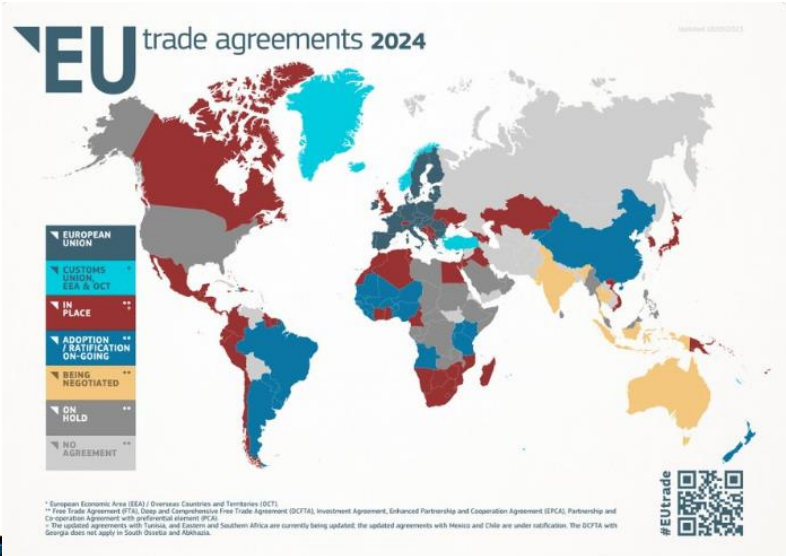 EU trade agreements 2024
EUROPEAN
UNION
CUSTOMS *
UNION,
EEA & OCT
IN **
PLACE +
ADOPTION **
/ RATIFICATION
ON-GOING
BEING **
NEGOTIATED
ON **
HOLD
NO **
AGREEMENT
#EUtrade
* European Economic Area (EEA) / Overseas Countries and Territories (OCT)
** Free Trade Agreement (FTA), Deep and Comprehensive Free Trade Agreement (DCFTA), Investment Agreement, Enhanced Partnership and Cooperation Agreement (EPCA), Partnership and
Co-operation Agreement with preferential element (PCA)
+ The updated agreements with Tunisia, and Eastern and Southern Africa are currently being updated; the updated agreements with Mexico and Chile are under ratification. The DCFTA with
Georgia does not apply in South Ossetia and Abkhazia.